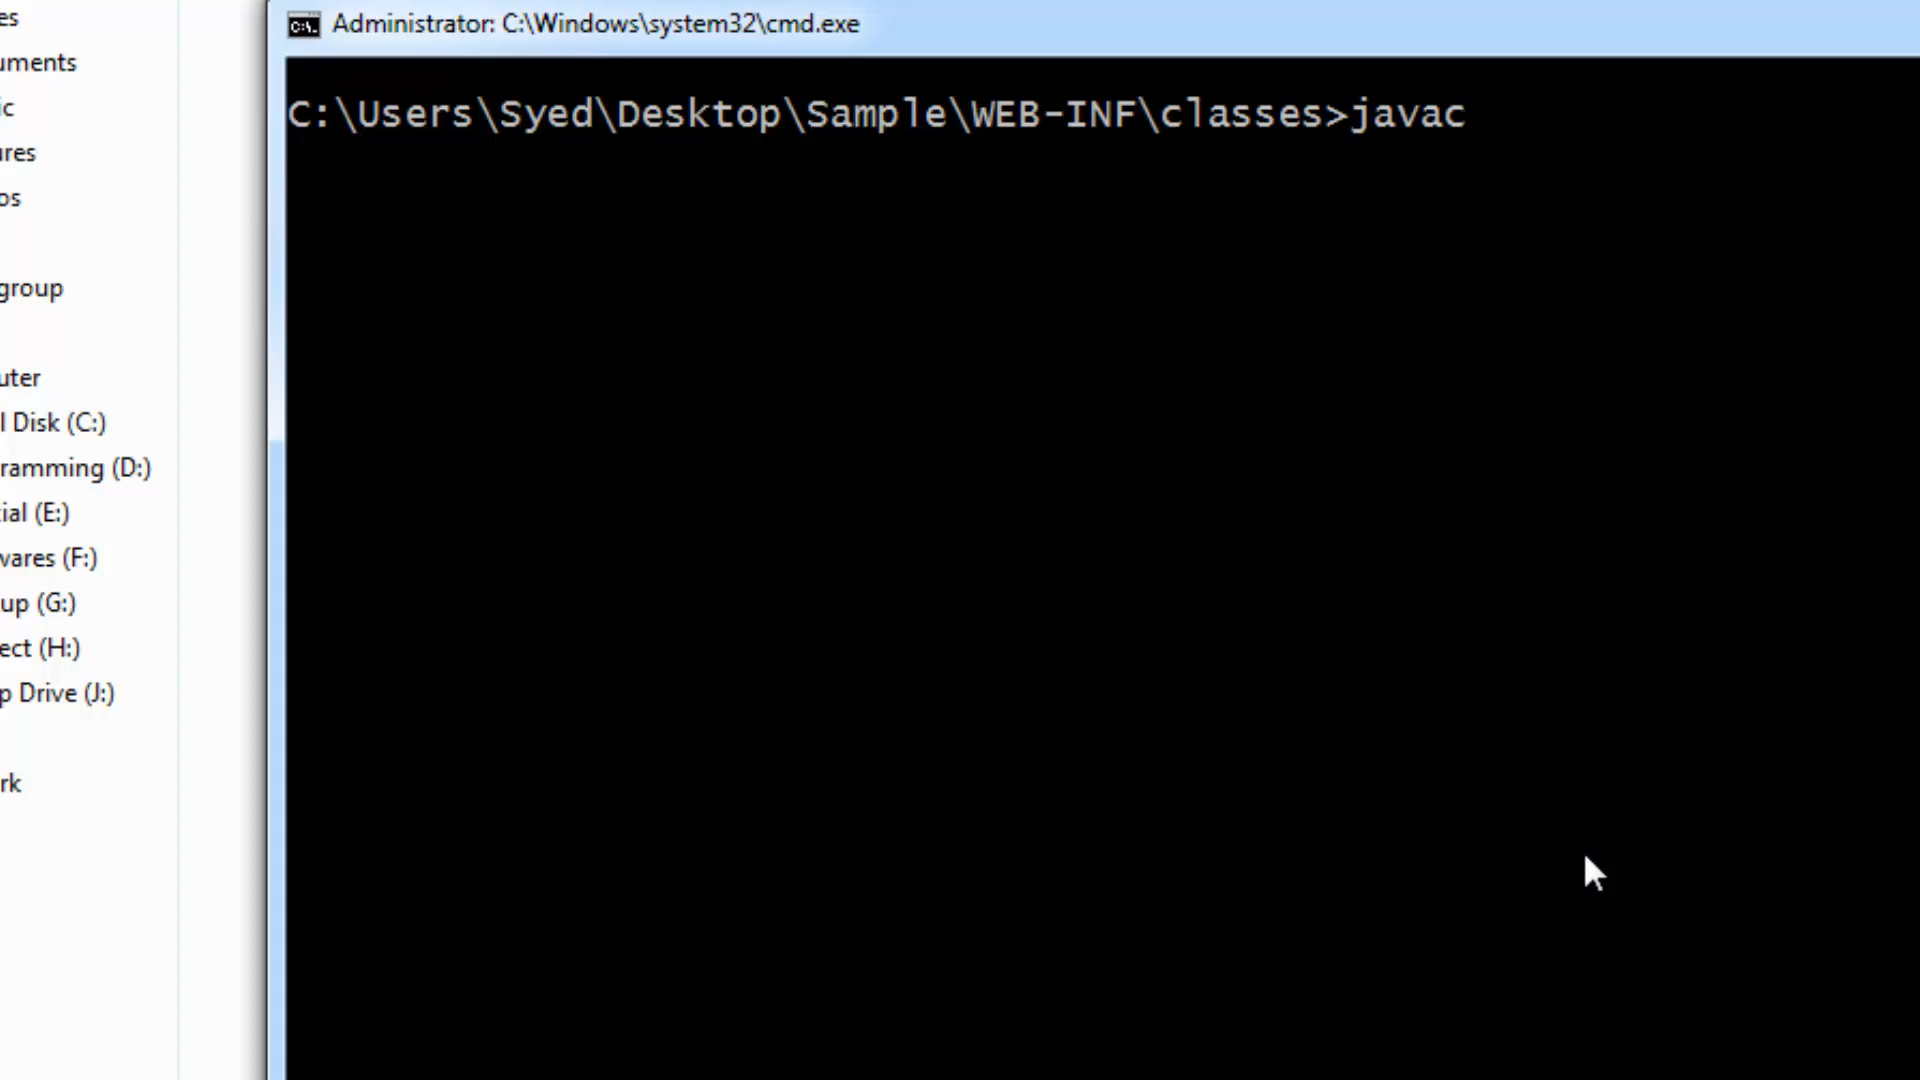 Administrator: C:\Windows\system32\cmd.exe
C:\Users\Syed\Desktop\Sample\WEB-INF\classes>javac
es
uments
ic
ures
os
group
uter
l Disk (C:)
ramming (D:)
ial (E:)
wares (F:)
up (G:)
ect (H:)
p Drive (J:)
rk